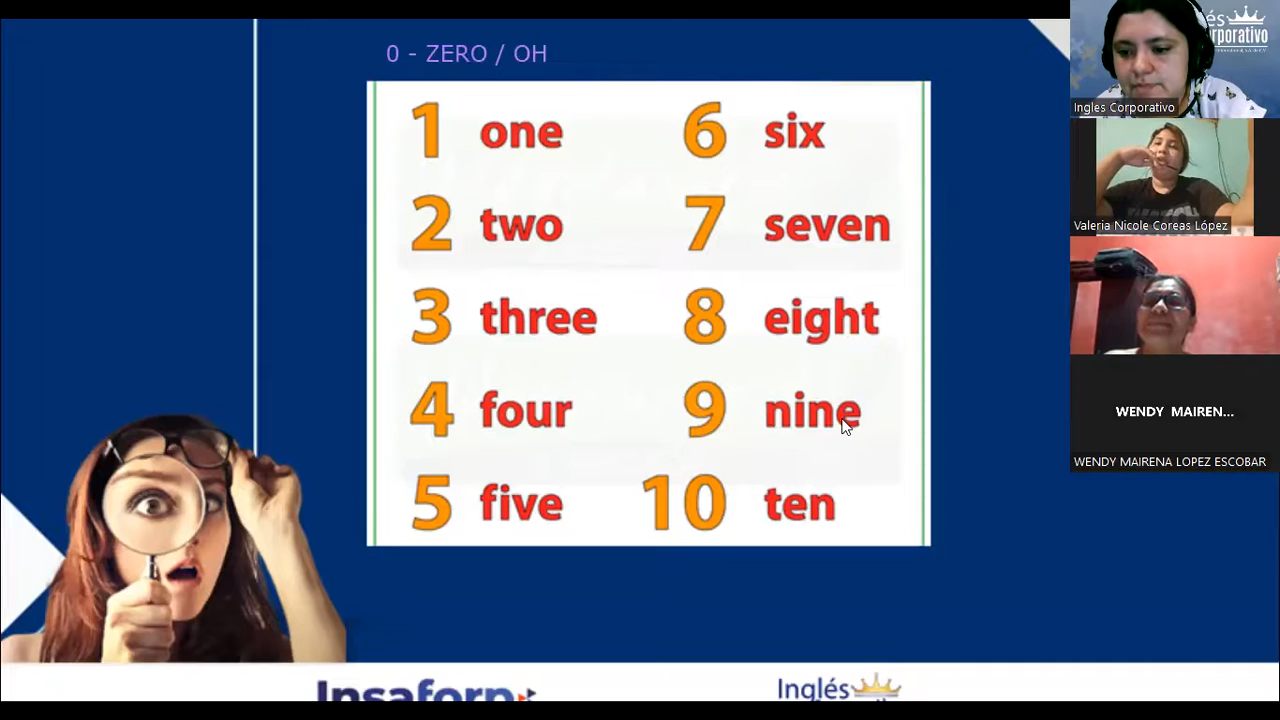 0 - ZERO / OH
1 one
2 two
3 three
4 four
5 five
6 six
7 seven
8 eight
9 nine
10 ten
Insaforp
Inglés
Ingles Corporativo
Valeria Nicole Coreas López
WENDY MAIREN...
WENDY MAIRENA LOPEZ ESCOBAR